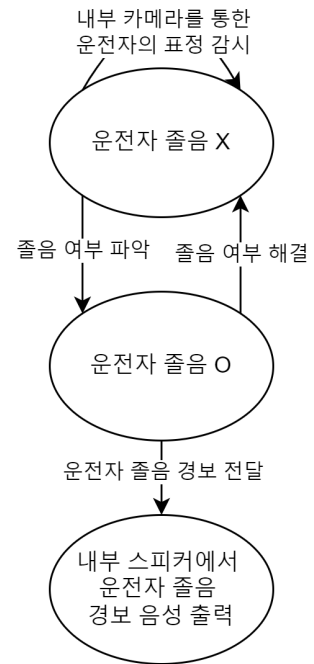 내부 카메라를 통한
운전자의 표정 감시
운전자 졸음 X
졸음 여부 파악
졸음 여부 해결
운전자 졸음 O
운전자 졸음 경보 전달
내부 스피커에서
운전자 졸음
경보 음성 출력